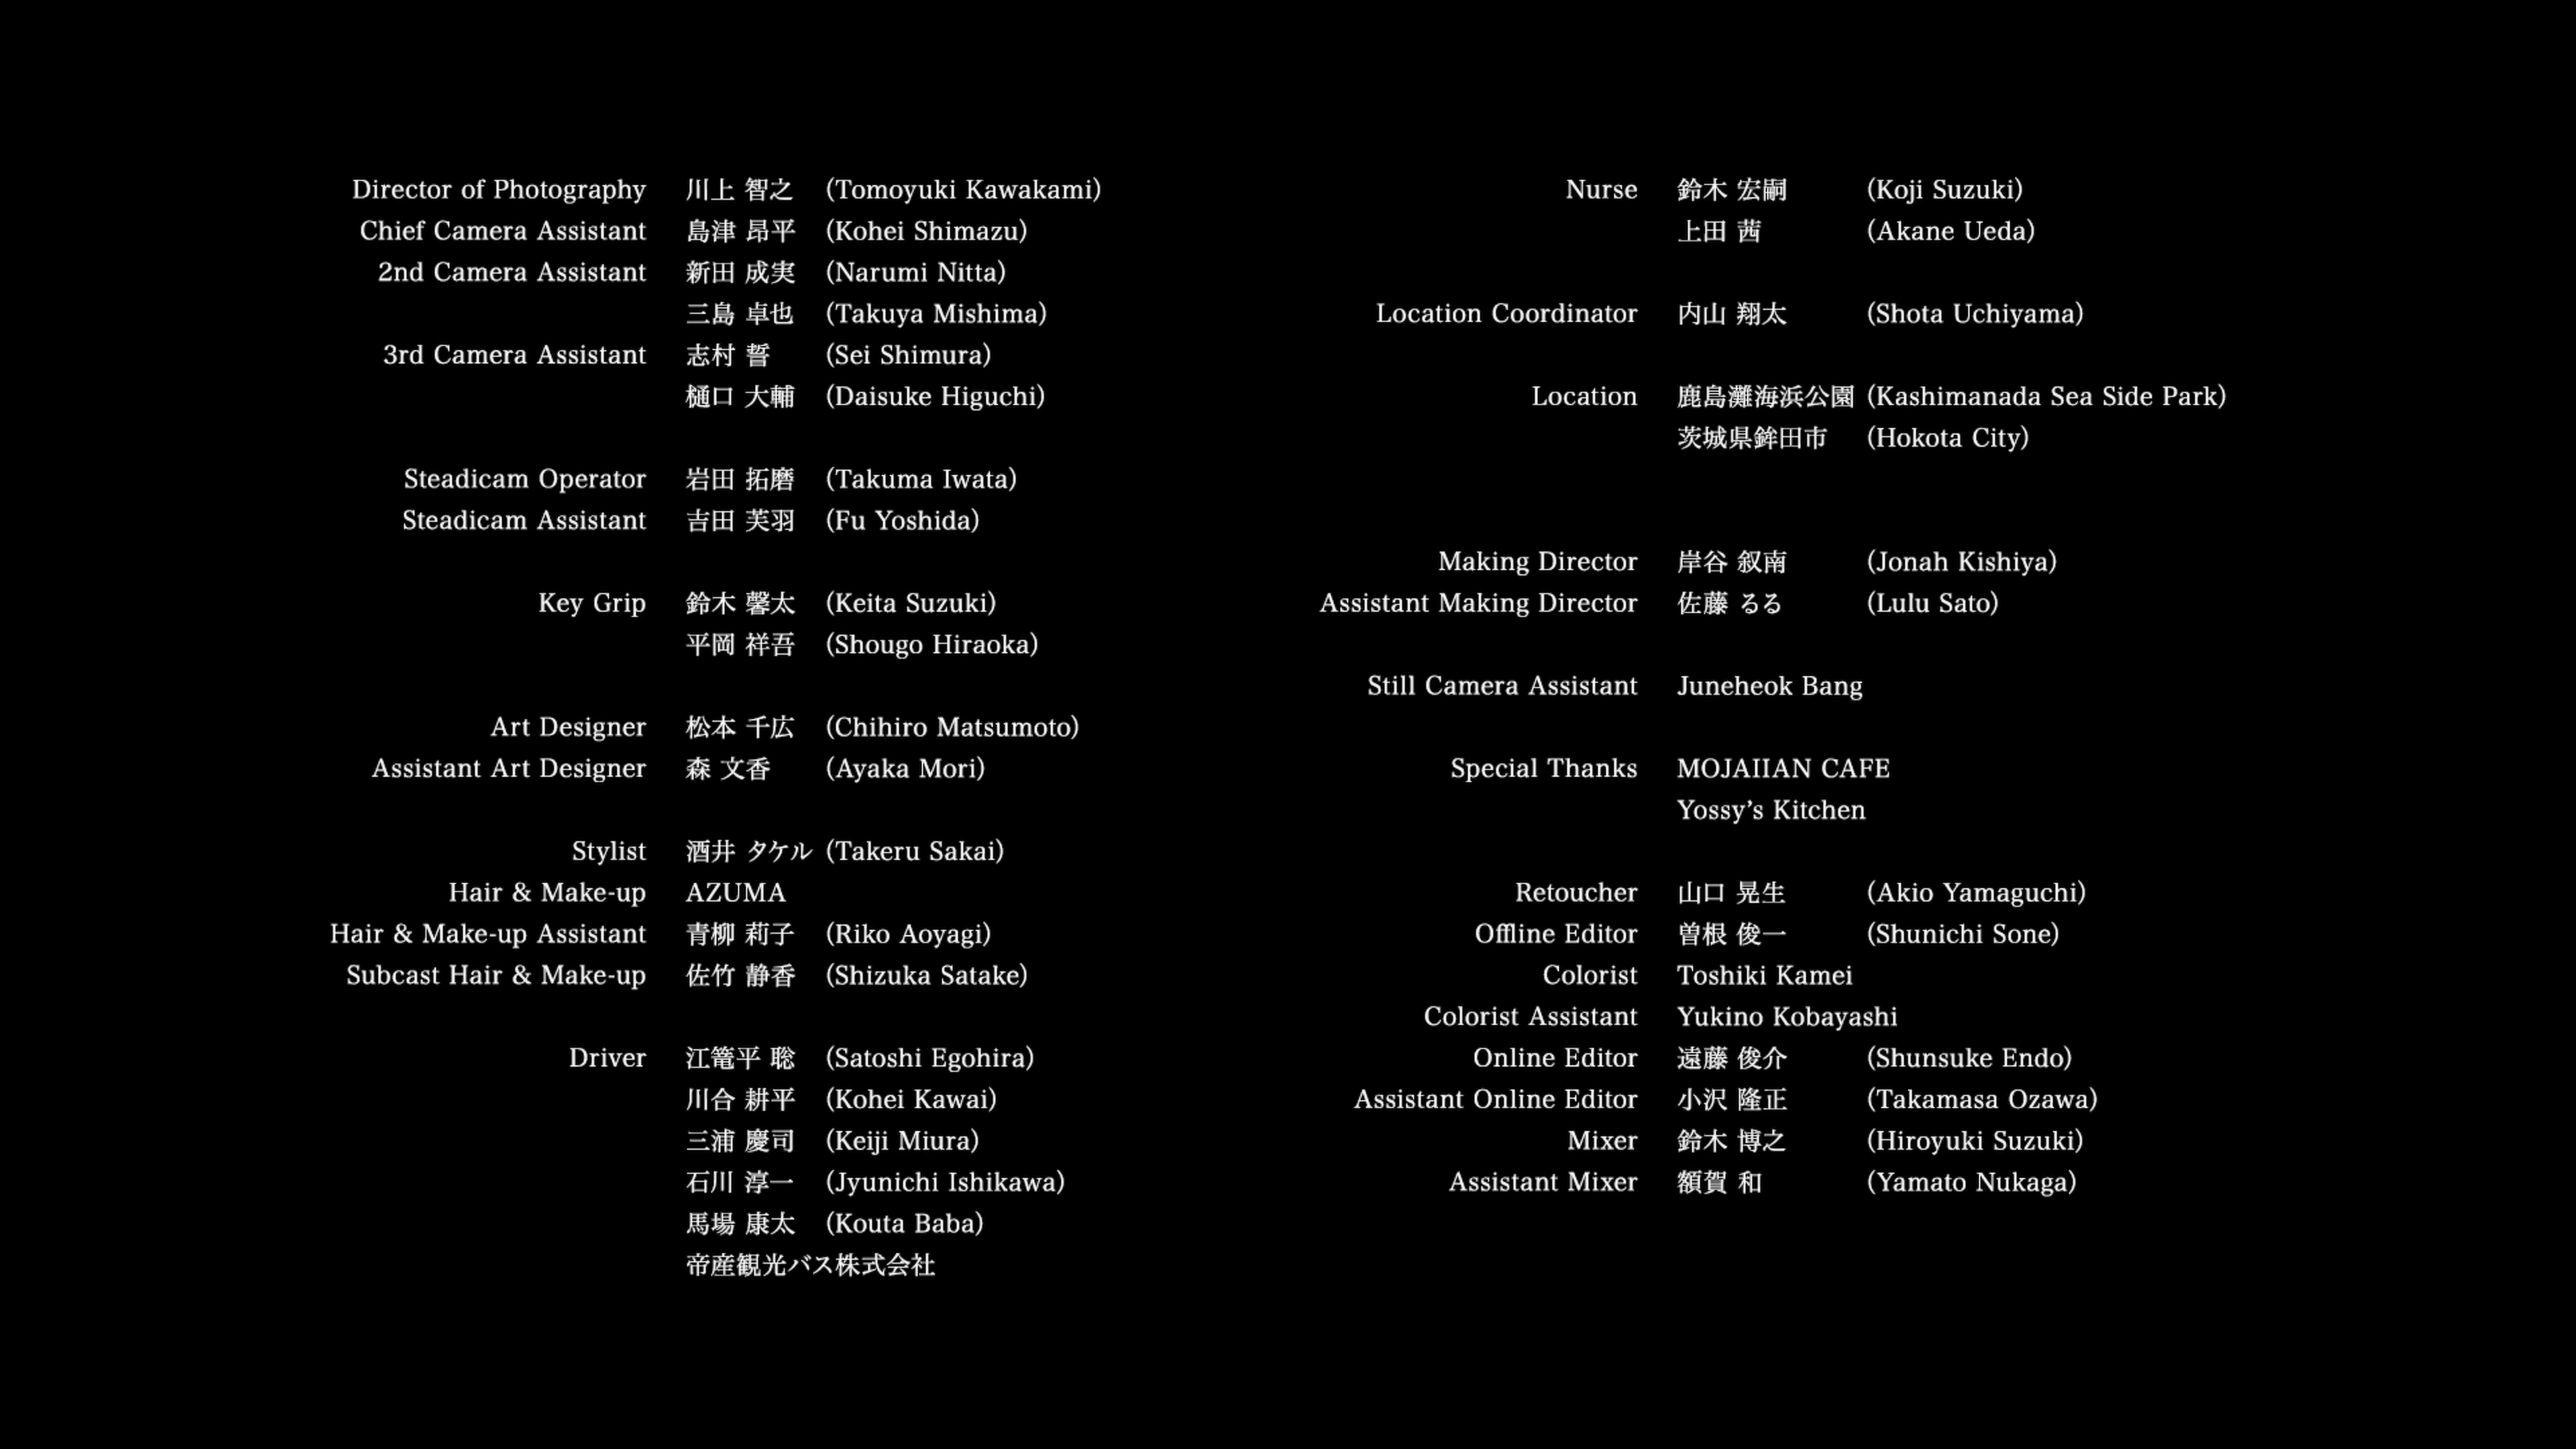 Director of Photography 川上 智之 (Tomoyuki Kawakami)
Chief Camera Assistant 島津 昂平 (Kohei Shimazu)
2nd Camera Assistant 新田 成実 (Narumi Nitta)
三島 卓也 (Takuya Mishima)
3rd Camera Assistant 志村 誓 (Sei Shimura)
樋口 大輔 (Daisuke Higuchi)
Steadicam Operator 岩田 拓磨 (Takuma Iwata)
Steadicam Assistant 吉田 芙羽 (Fu Yoshida)
Key Grip 鈴木 馨太 (Keita Suzuki)
平岡 祥吾 (Shougo Hiraoka)
Art Designer 松本 千広 (Chihiro Matsumoto)
Assistant Art Designer 森 文香 (Ayaka Mori)
Stylist 酒井 タケル (Takeru Sakai)
Hair & Make-up AZUMA
Hair & Make-up Assistant 青柳 莉子 (Riko Aoyagi)
Subcast Hair & Make-up 佐竹 静香 (Shizuka Satake)
Driver 江篭平 聡 (Satoshi Egohira)
川合 耕平 (Kohei Kawai)
三浦 慶司 (Keiji Miura)
石川 淳一 (Jyunichi Ishikawa)
馬場 康太 (Kouta Baba)
帝産観光バス株式会社
Nurse 鈴木 宏嗣 (Koji Suzuki)
上田 茜 (Akane Ueda)
Location Coordinator 内山 翔太 (Shota Uchiyama)
Location 鹿島灘海浜公園 (Kashimanada Sea Side Park)
茨城県鉾田市 (Hokota City)
Making Director 岸谷 叙南 (Jonah Kishiya)
Assistant Making Director 佐藤 るる (Lulu Sato)
Still Camera Assistant Juneheok Bang
Special Thanks MOJAIIAN CAFE
Yossy’s Kitchen
Retoucher 山口 晃生 (Akio Yamaguchi)
Offline Editor 曽根 俊一 (Shunichi Sone)
Colorist Toshiki Kamei
Colorist Assistant Yukino Kobayashi
Online Editor 遠藤 俊介 (Shunsuke Endo)
Assistant Online Editor 小沢 隆正 (Takamasa Ozawa)
Mixer 鈴木 博之 (Hiroyuki Suzuki)
Assistant Mixer 額賀 和 (Yamato Nukaga)